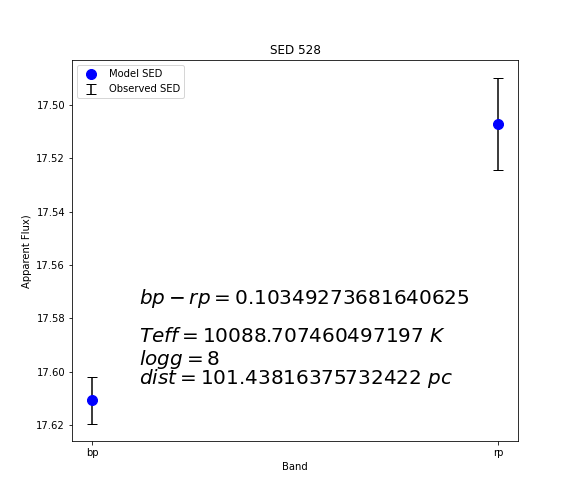 SED 528
Model SED
Observed SED
17.50
17.52
17.54
17.56
17.58
17.60
17.62
Apparent Flux)
bp − rp = 0.10349273681640625
Teff = 10088.707460497197 K
logg = 8
dist = 101.43816375732422 pc
bp
rp
Band